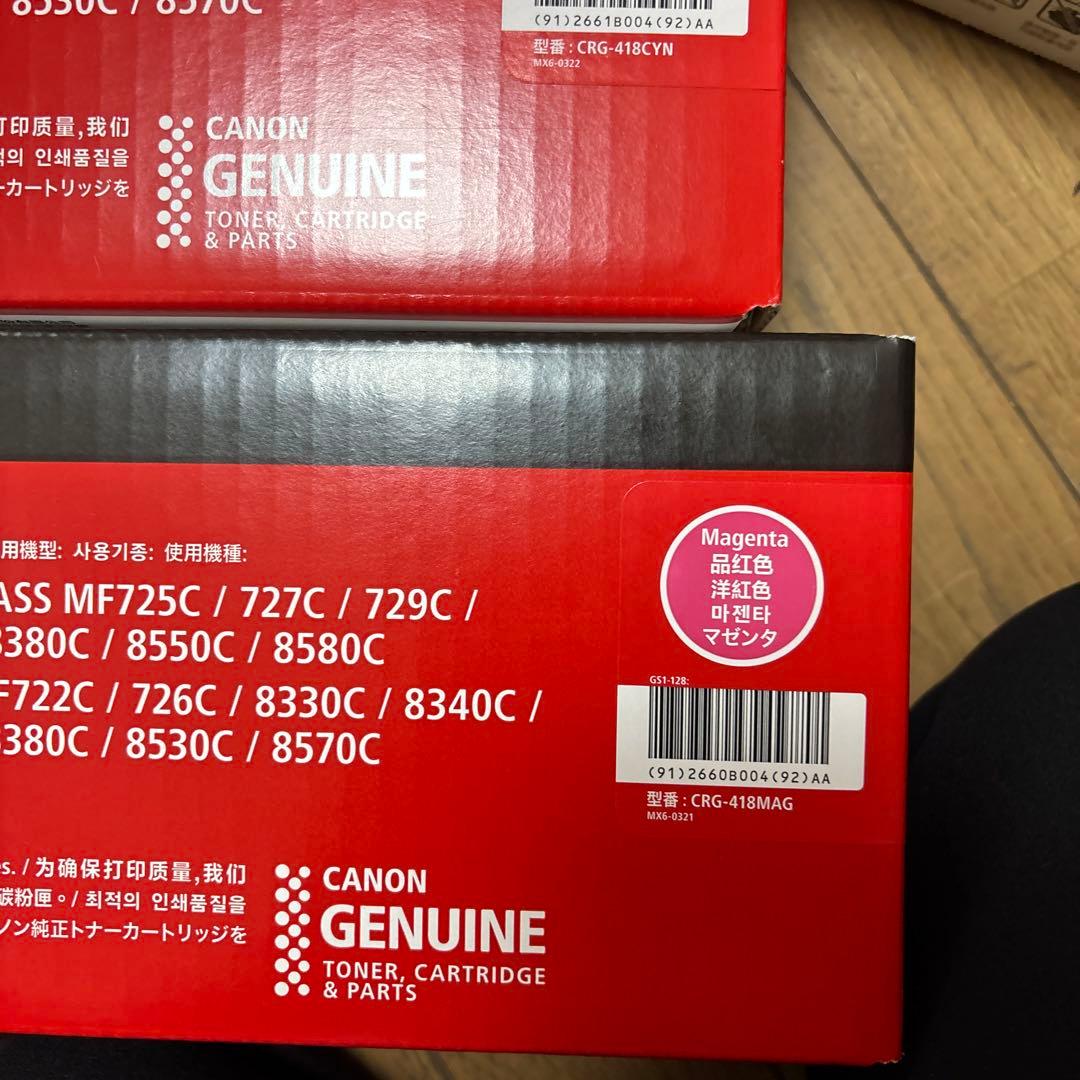 8530C / 8570C
(91)2661B004(92)AA
型番 : CRG-418CYN
MX6-0322
打印质量,我们
의 인쇄품질을
ーカートリッジを
CANON
GENUINE
TONER, CARTRIDGE
& PARTS
用機型: 사용기종: 使用機種:
ASS MF725C / 727C / 729C /
8380C / 8550C / 8580C
F722C / 726C / 8330C / 8340C /
8380C / 8530C / 8570C
Magenta
品红色
洋紅色
마젠타
マゼンタ
GS1-128:
(91)2660B004(92)AA
型番 : CRG-418MAG
MX6-0321
es. / 为确保打印质量,我们
碳粉匣。/ 최적의 인쇄품질을
ノン純正トナーカートリッジを
CANON
GENUINE
TONER, CARTRIDGE
& PARTS